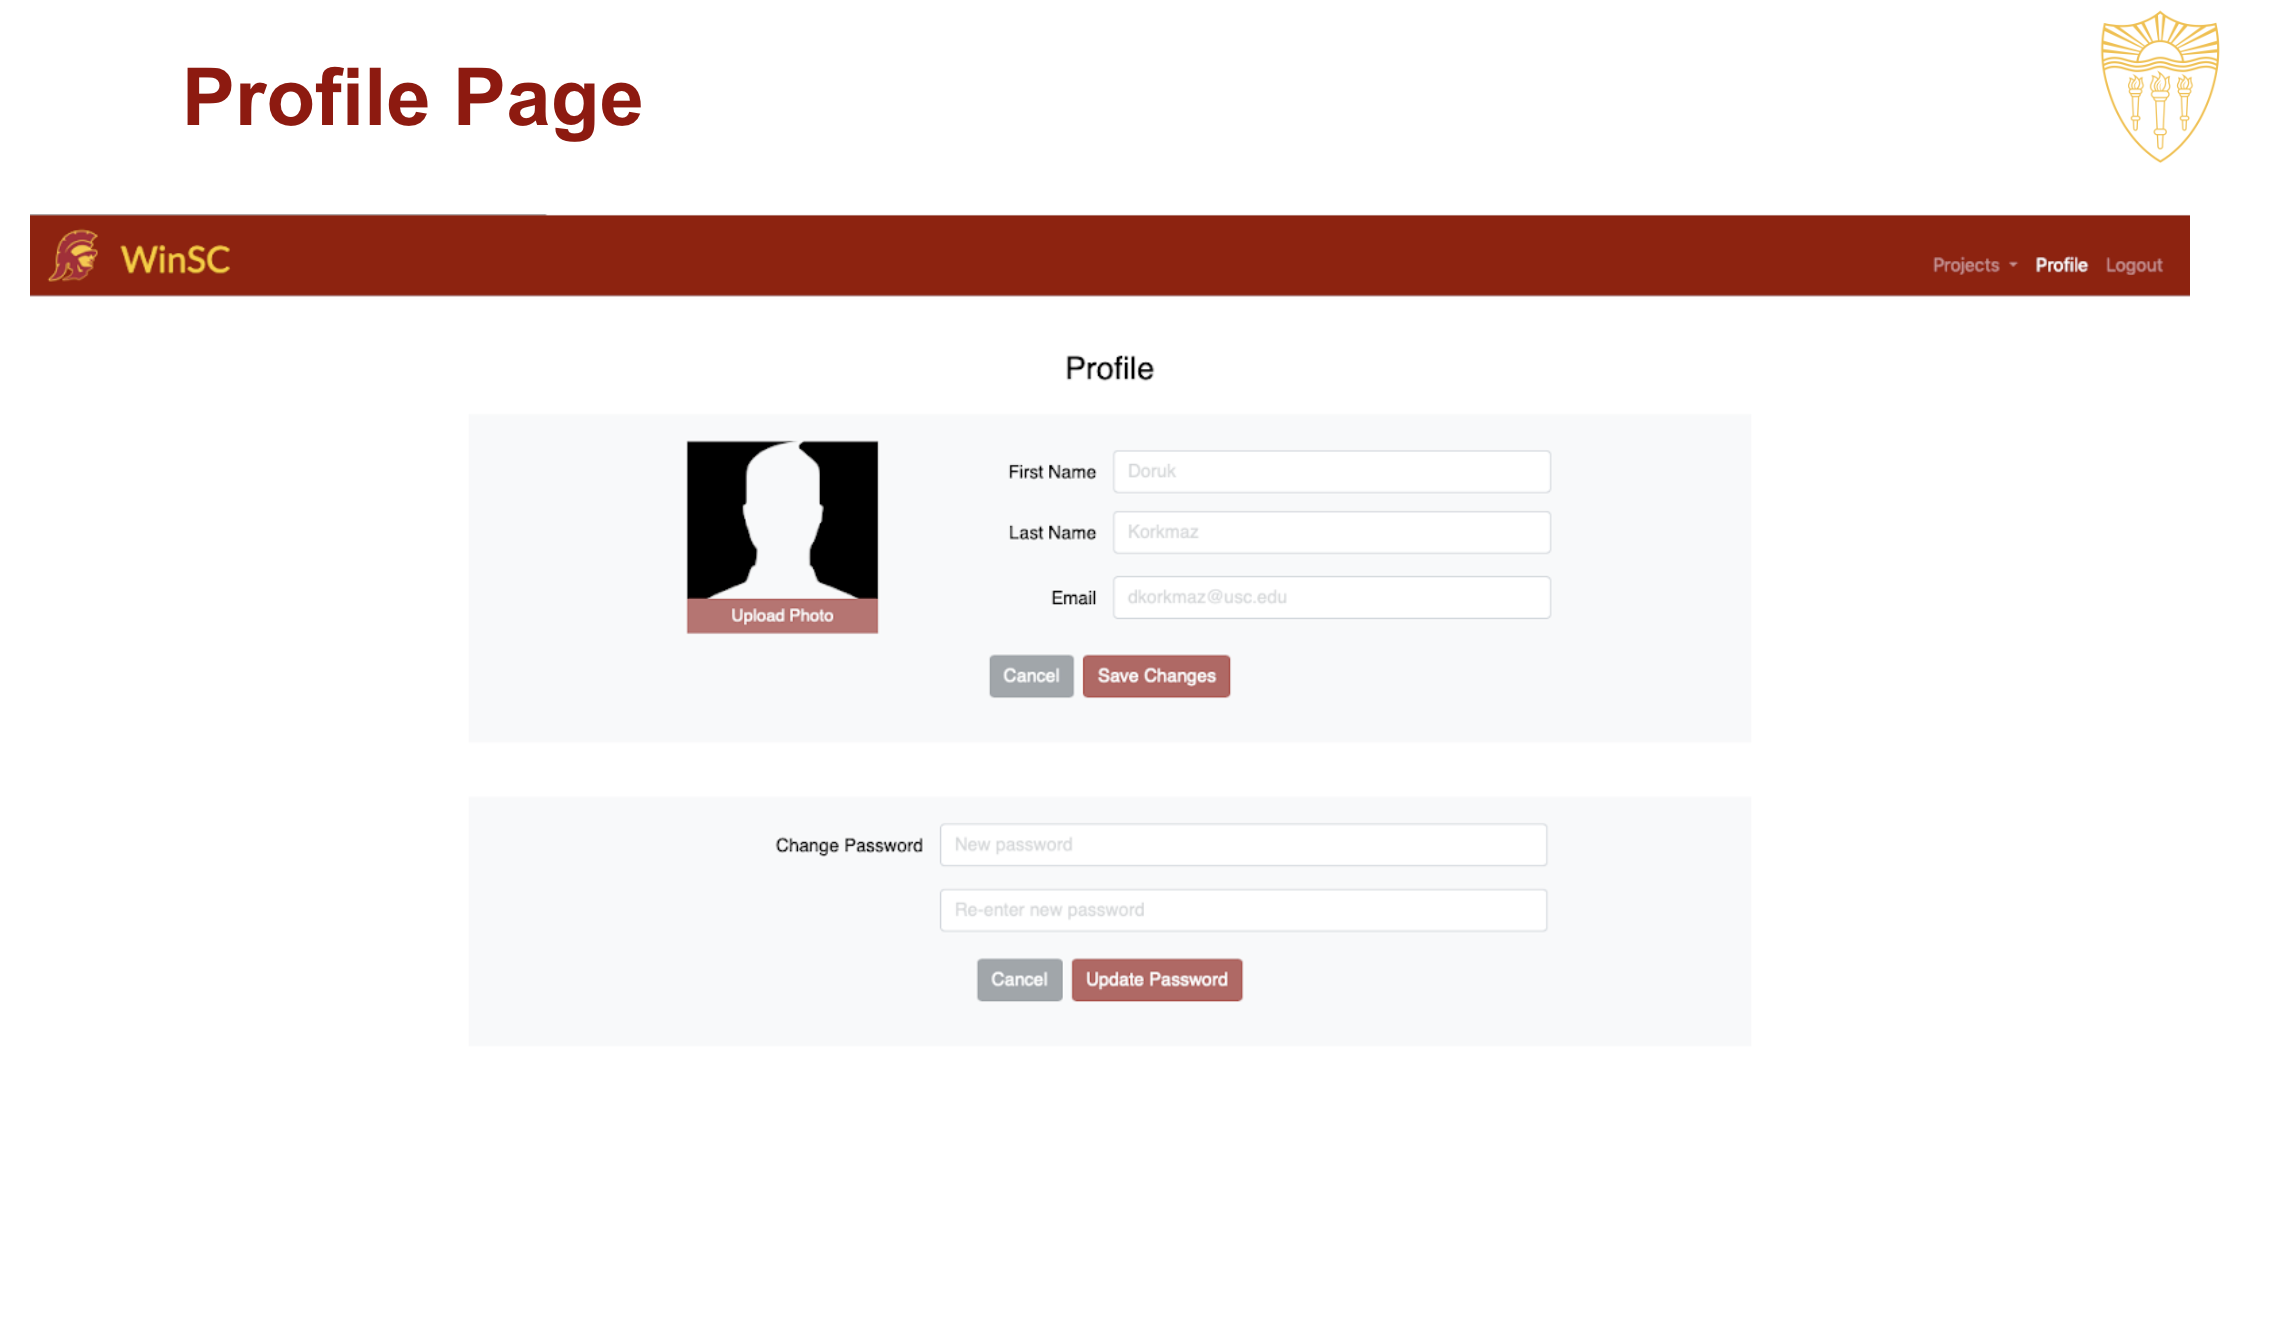 Profile Page
WinSC
Projects Profile Logout
Profile
First Name Doruk
Last Name Korkmaz
Email dkorkmaz@usc.edu
Upload Photo
Cancel Save Changes
Change Password New password
Re-enter new password
Cancel Update Password